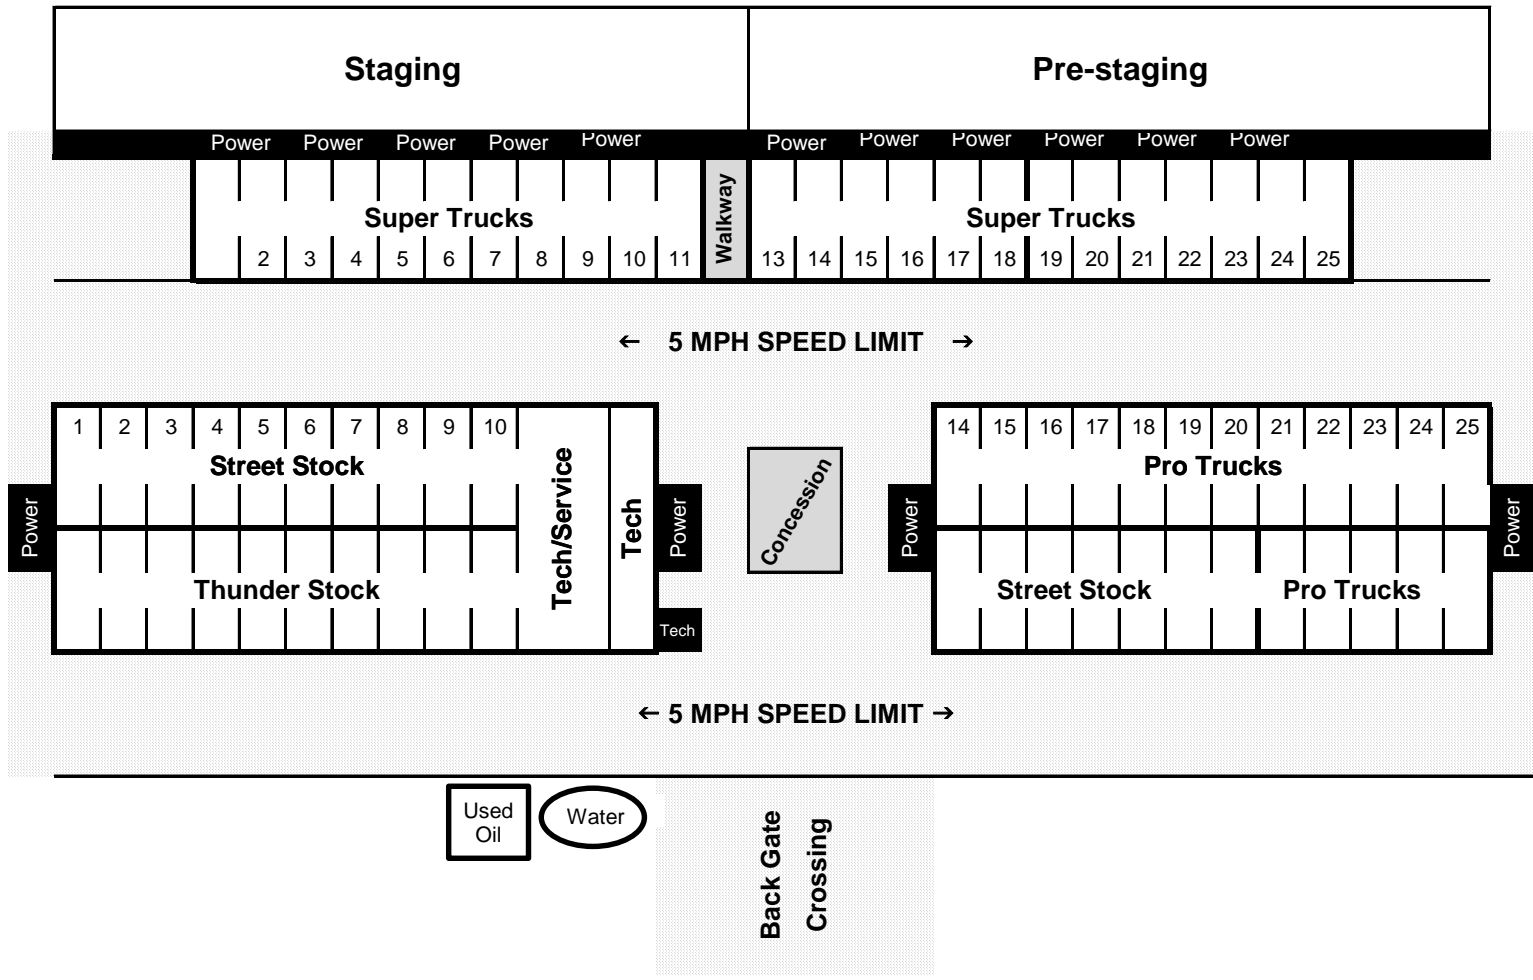 Staging Pre-staging
Power Power Power Power Power Power Power Power Power Power Power
Super Trucks Walkway Super Trucks
2 3 4 5 6 7 8 9 10 11 13 14 15 16 17 18 19 20 21 22 23 24 25
← 5 MPH SPEED LIMIT →
1 2 3 4 5 6 7 8 9 10 14 15 16 17 18 19 20 21 22 23 24 25
Street Stock Pro Trucks
Power Tech/Service Tech Power Concession Power Power
Thunder Stock Street Stock Pro Trucks
Tech
← 5 MPH SPEED LIMIT →
Used
Oil
Water
Back Gate
Crossing